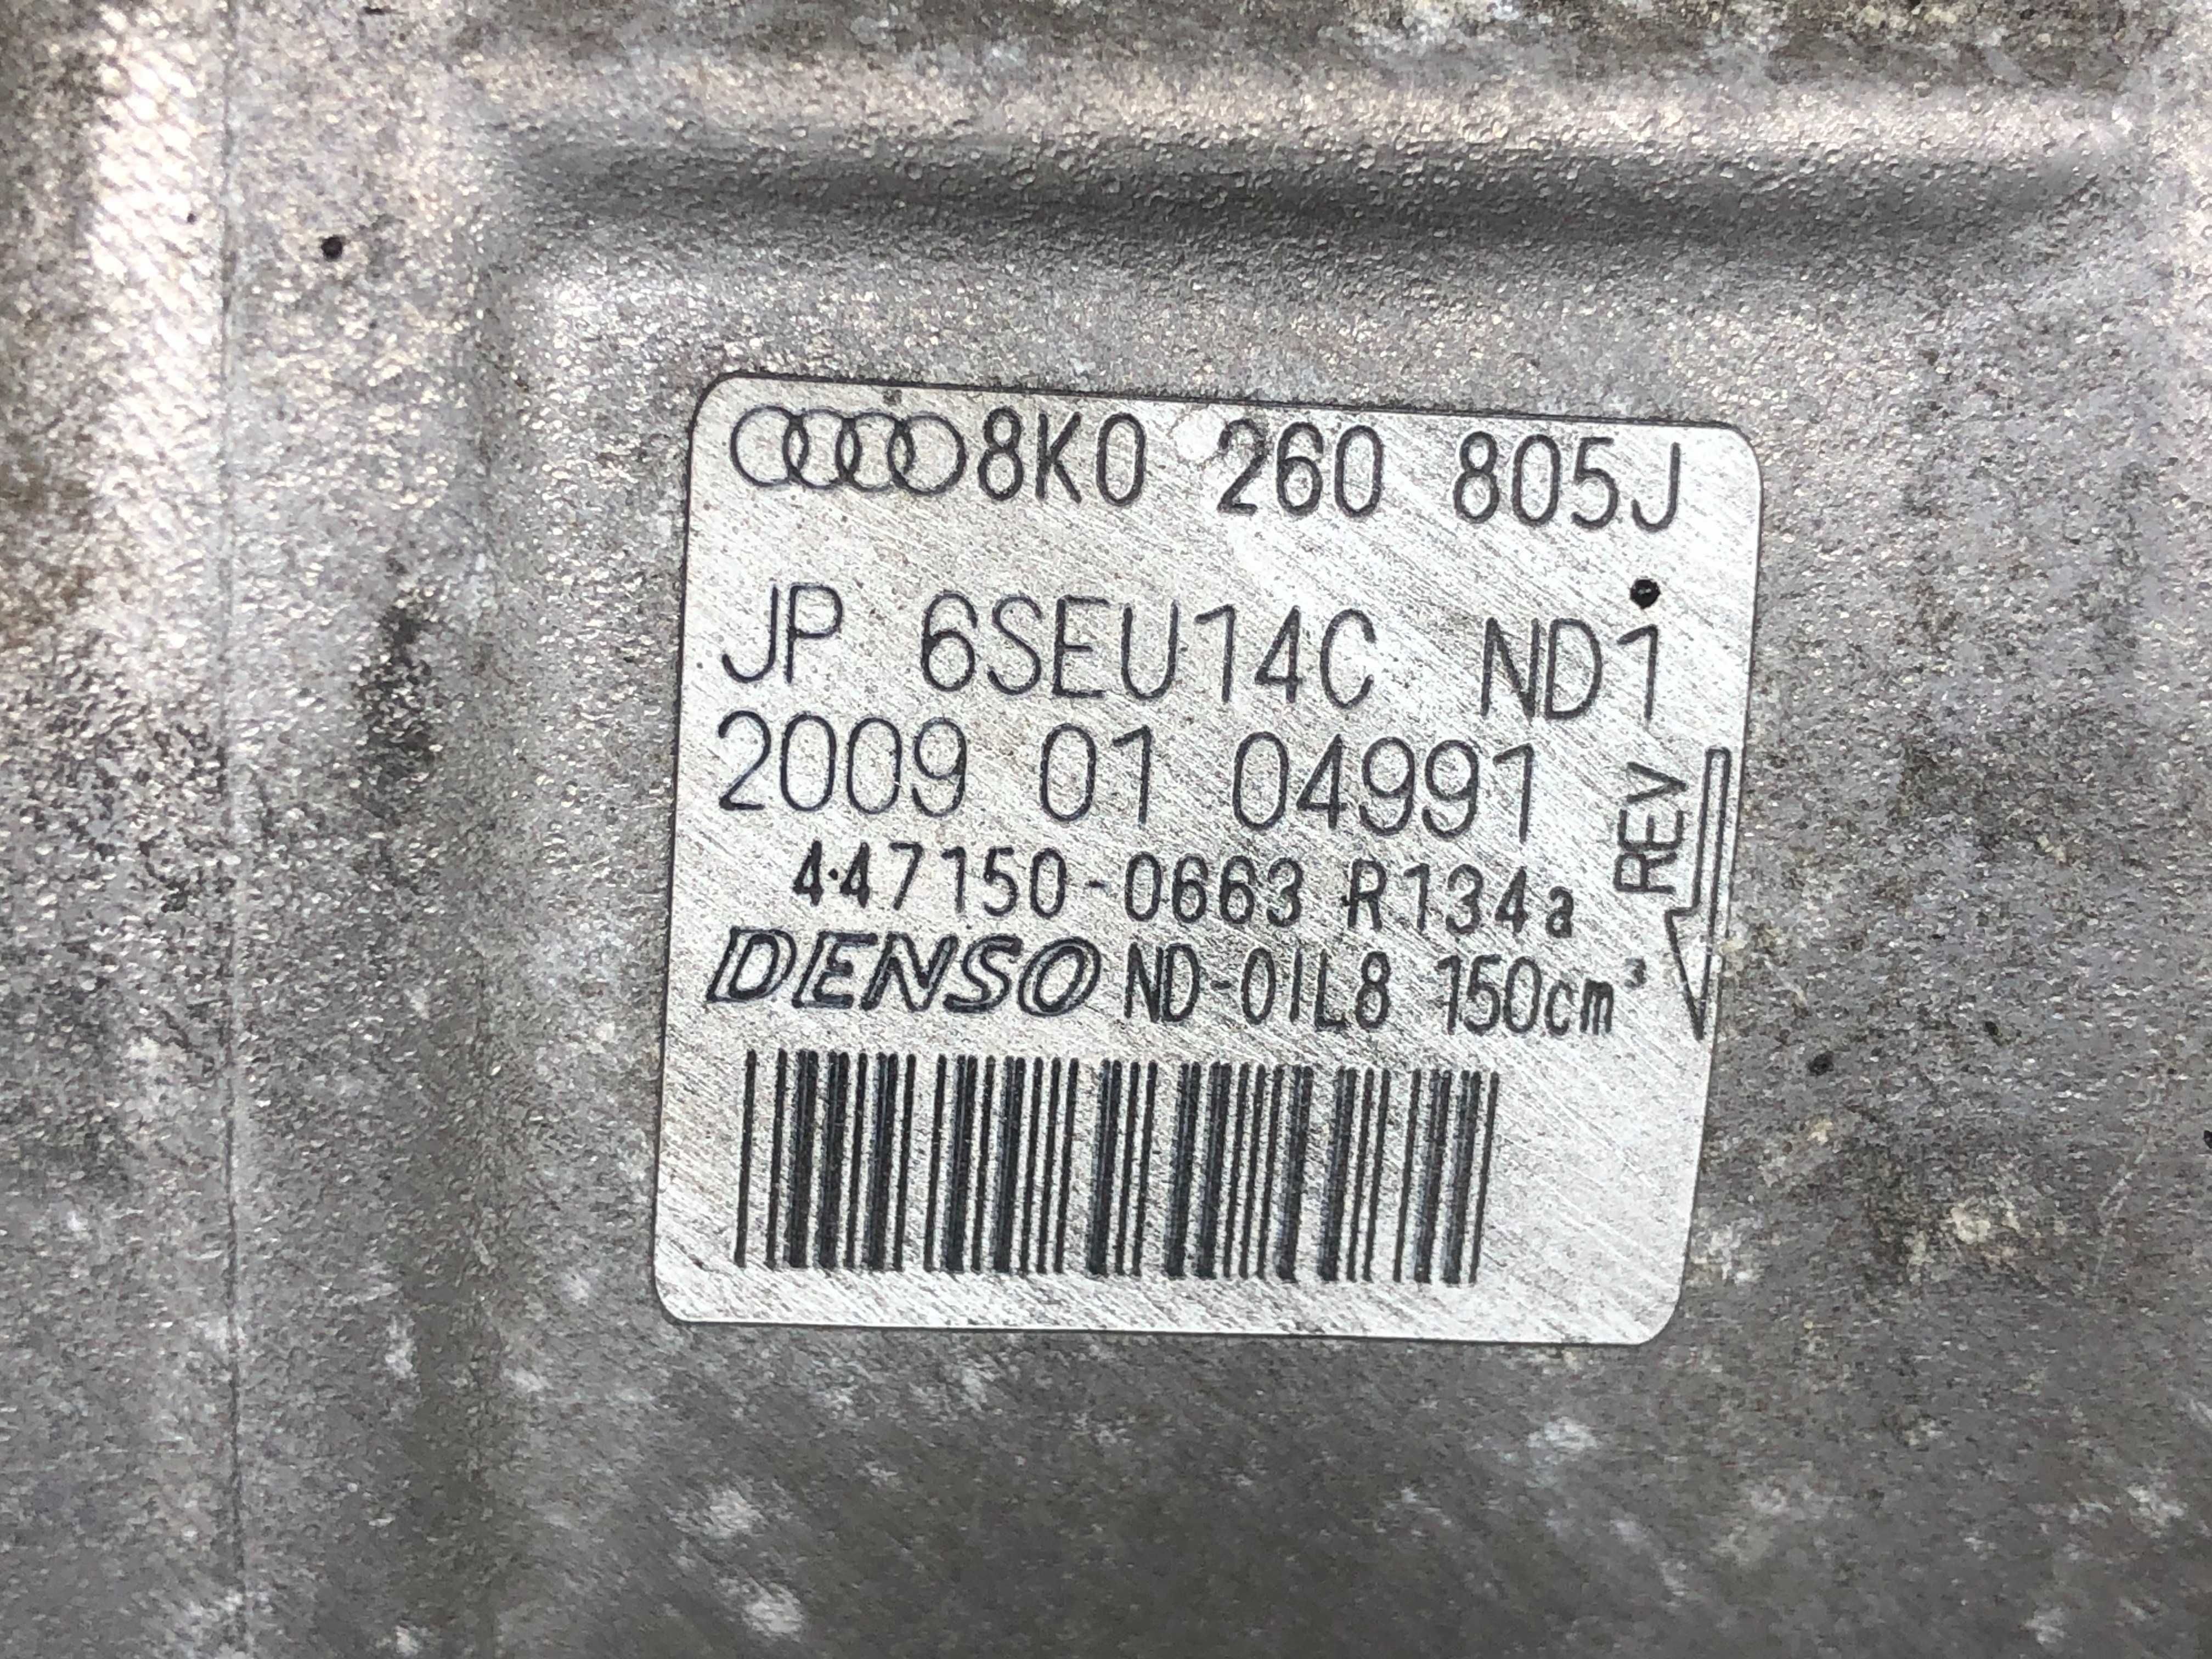 8K0 260 805J
JP 6SEU14C ND1
2009 01 04991
447150-0663 R134a
DENSO ND-OIL8 150cm³
REV